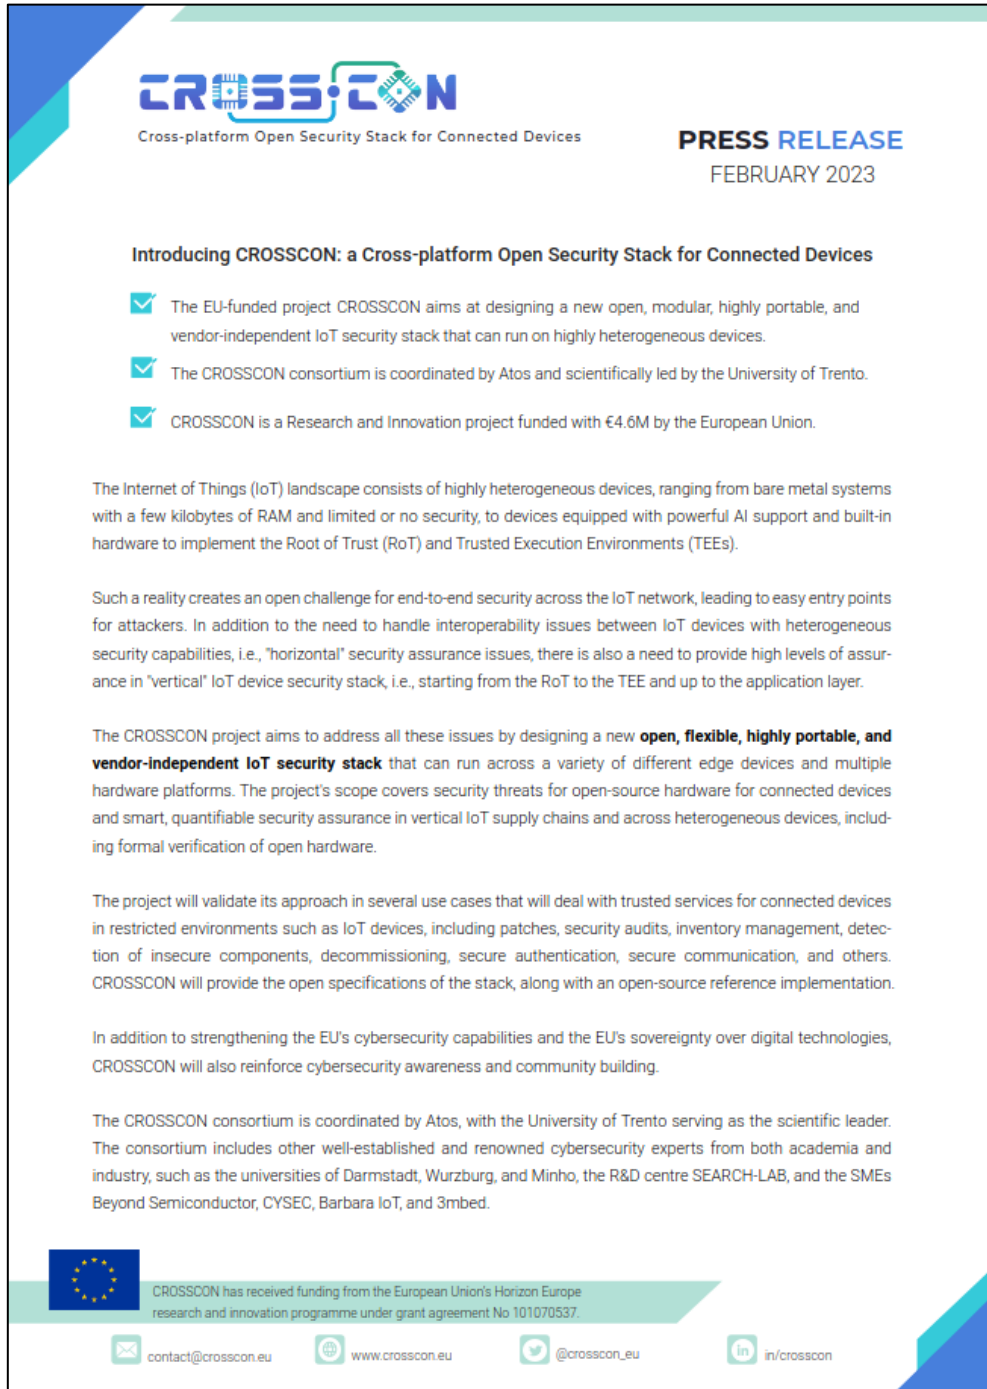 CROSSCON
Cross-platform Open Security Stack for Connected Devices
PRESS RELEASE
FEBRUARY 2023
Introducing CROSSCON: a Cross-platform Open Security Stack for Connected Devices
The EU-funded project CROSSCON aims at designing a new open, modular, highly portable, and
vendor-independent IoT security stack that can run on highly heterogeneous devices.
The CROSSCON consortium is coordinated by Atos and scientifically led by the University of Trento.
CROSSCON is a Research and Innovation project funded with €4.6M by the European Union.
The Internet of Things (IoT) landscape consists of highly heterogeneous devices, ranging from bare metal systems
with a few kilobytes of RAM and limited or no security, to devices equipped with powerful AI support and built-in
hardware to implement the Root of Trust (RoT) and Trusted Execution Environments (TEEs).
Such a reality creates an open challenge for end-to-end security across the IoT network, leading to easy entry points
for attackers. In addition to the need to handle interoperability issues between IoT devices with heterogeneous
security capabilities, i.e., "horizontal" security assurance issues, there is also a need to provide high levels of assur-
ance in "vertical" IoT device security stack, i.e., starting from the RoT to the TEE and up to the application layer.
The CROSSCON project aims to address all these issues by designing a new open, flexible, highly portable, and
vendor-independent IoT security stack that can run across a variety of different edge devices and multiple
hardware platforms. The project's scope covers security threats for open-source hardware for connected devices
and smart, quantifiable security assurance in vertical IoT supply chains and across heterogeneous devices, includ-
ing formal verification of open hardware.
The project will validate its approach in several use cases that will deal with trusted services for connected devices
in restricted environments such as IoT devices, including patches, security audits, inventory management, detec-
tion of insecure components, decommissioning, secure authentication, secure communication, and others.
CROSSCON will provide the open specifications of the stack, along with an open-source reference implementation.
In addition to strengthening the EU's cybersecurity capabilities and the EU's sovereignty over digital technologies,
CROSSCON will also reinforce cybersecurity awareness and community building.
The CROSSCON consortium is coordinated by Atos, with the University of Trento serving as the scientific leader.
The consortium includes other well-established and renowned cybersecurity experts from both academia and
industry, such as the universities of Darmstadt, Wurzburg, and Minho, the R&D centre SEARCH-LAB, and the SMEs
Beyond Semiconductor, CYSEC, Barbara IoT, and 3mbed.
CROSSCON has received funding from the European Union's Horizon Europe
research and innovation programme under grant agreement No 101070537.
contact@crosscon.eu
www.crosscon.eu
@crosscon_eu
in/crosscon